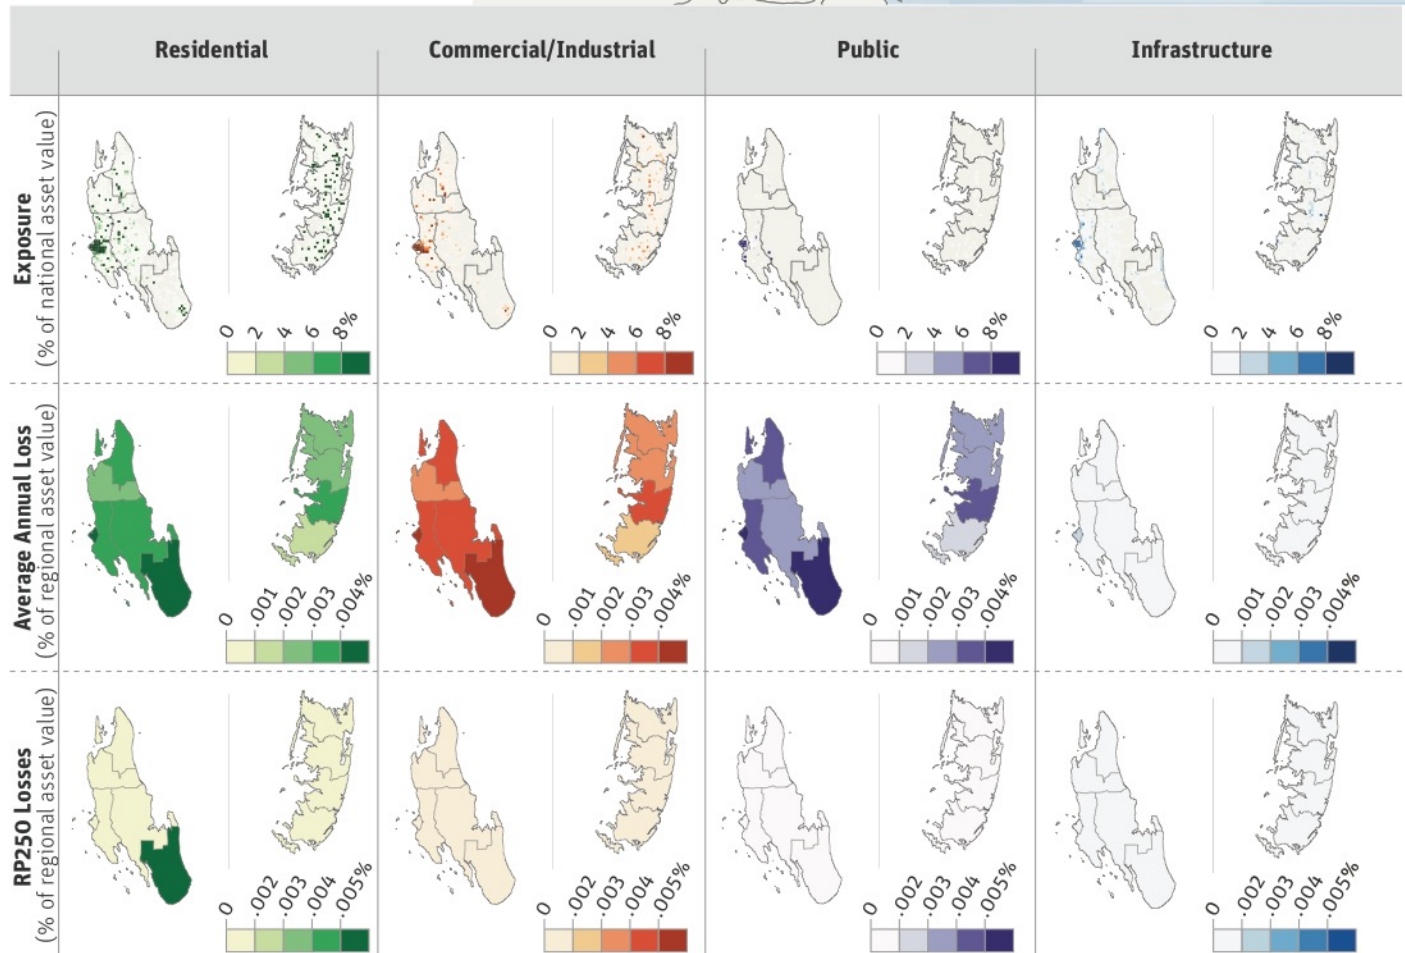 Residential
Commercial/Industrial
Public
Infrastructure
Exposure
(% of national asset value)
0 2 4 6 8%
0 2 4 6 8%
0 2 4 6 8%
0 2 4 6 8%
Average Annual Loss
(% of regional asset value)
0 .001 .002 .003 .004%
0 .001 .002 .003 .004%
0 .001 .002 .003 .004%
0 .001 .002 .003 .004%
RP250 Losses
(% of regional asset value)
0 .002 .003 .004 .005%
0 .002 .003 .004 .005%
0 .002 .003 .004 .005%
0 .002 .003 .004 .005%